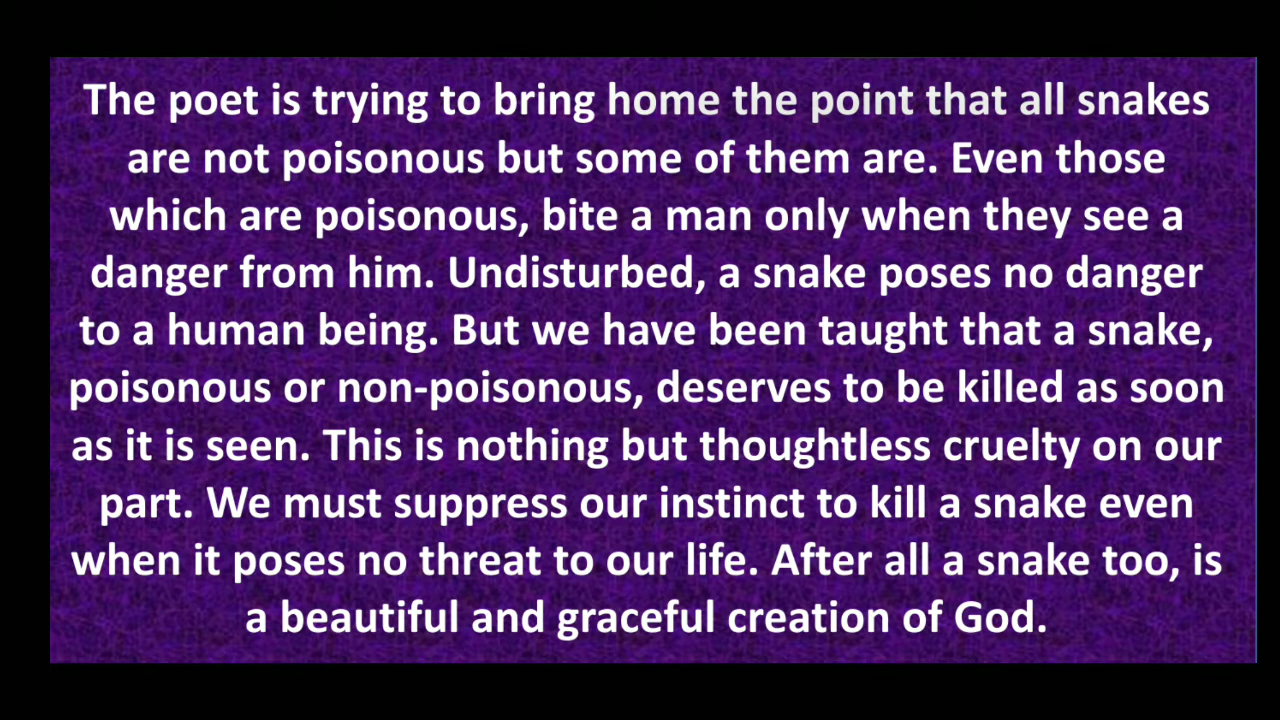 The poet is trying to bring home the point that all snakes
are not poisonous but some of them are. Even those
which are poisonous, bite a man only when they see a
danger from him. Undisturbed, a snake poses no danger
to a human being. But we have been taught that a snake,
poisonous or non-poisonous, deserves to be killed as soon
as it is seen. This is nothing but thoughtless cruelty on our
part. We must suppress our instinct to kill a snake even
when it poses no threat to our life. After all a snake too, is
a beautiful and graceful creation of God.